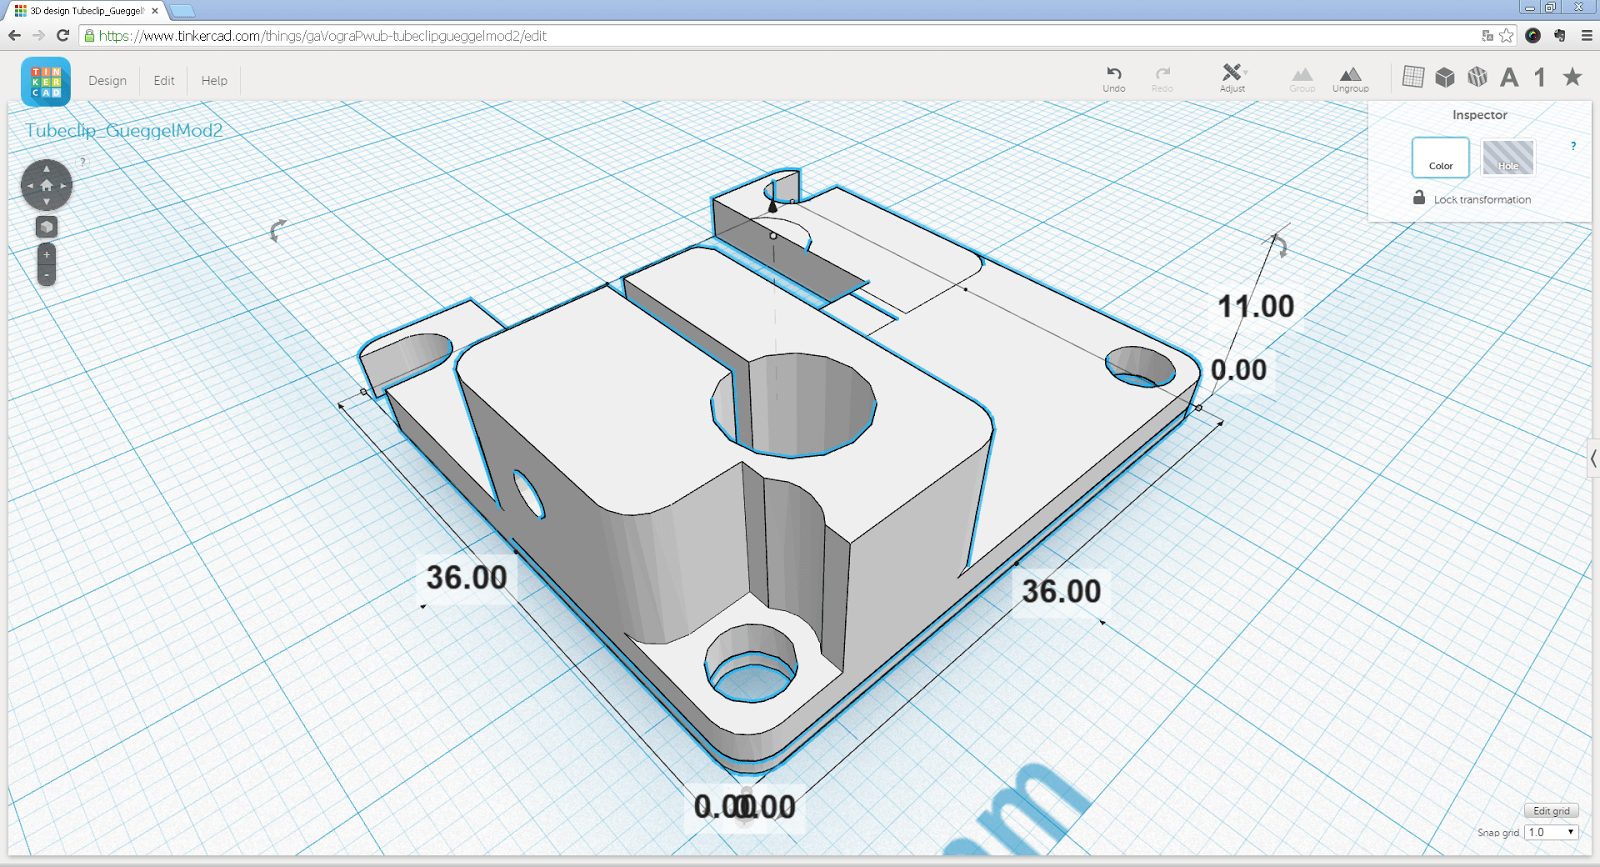 3D design Tubeclip_Gueggel
https://www.tinkercad.com/things/gaVograPwub-tubeclipgueggelmod2/edit
TIN
KER
CAD
Design Edit Help
Undo Redo Adjust Group Ungroup
A 1
Tubeclip_GueggelMod2
Inspector
?
?
Color Hole
Lock transformation
+
-
11.00
0.00
36.00
36.00
0.00
0.00
Edit grid
Snap grid 1.0